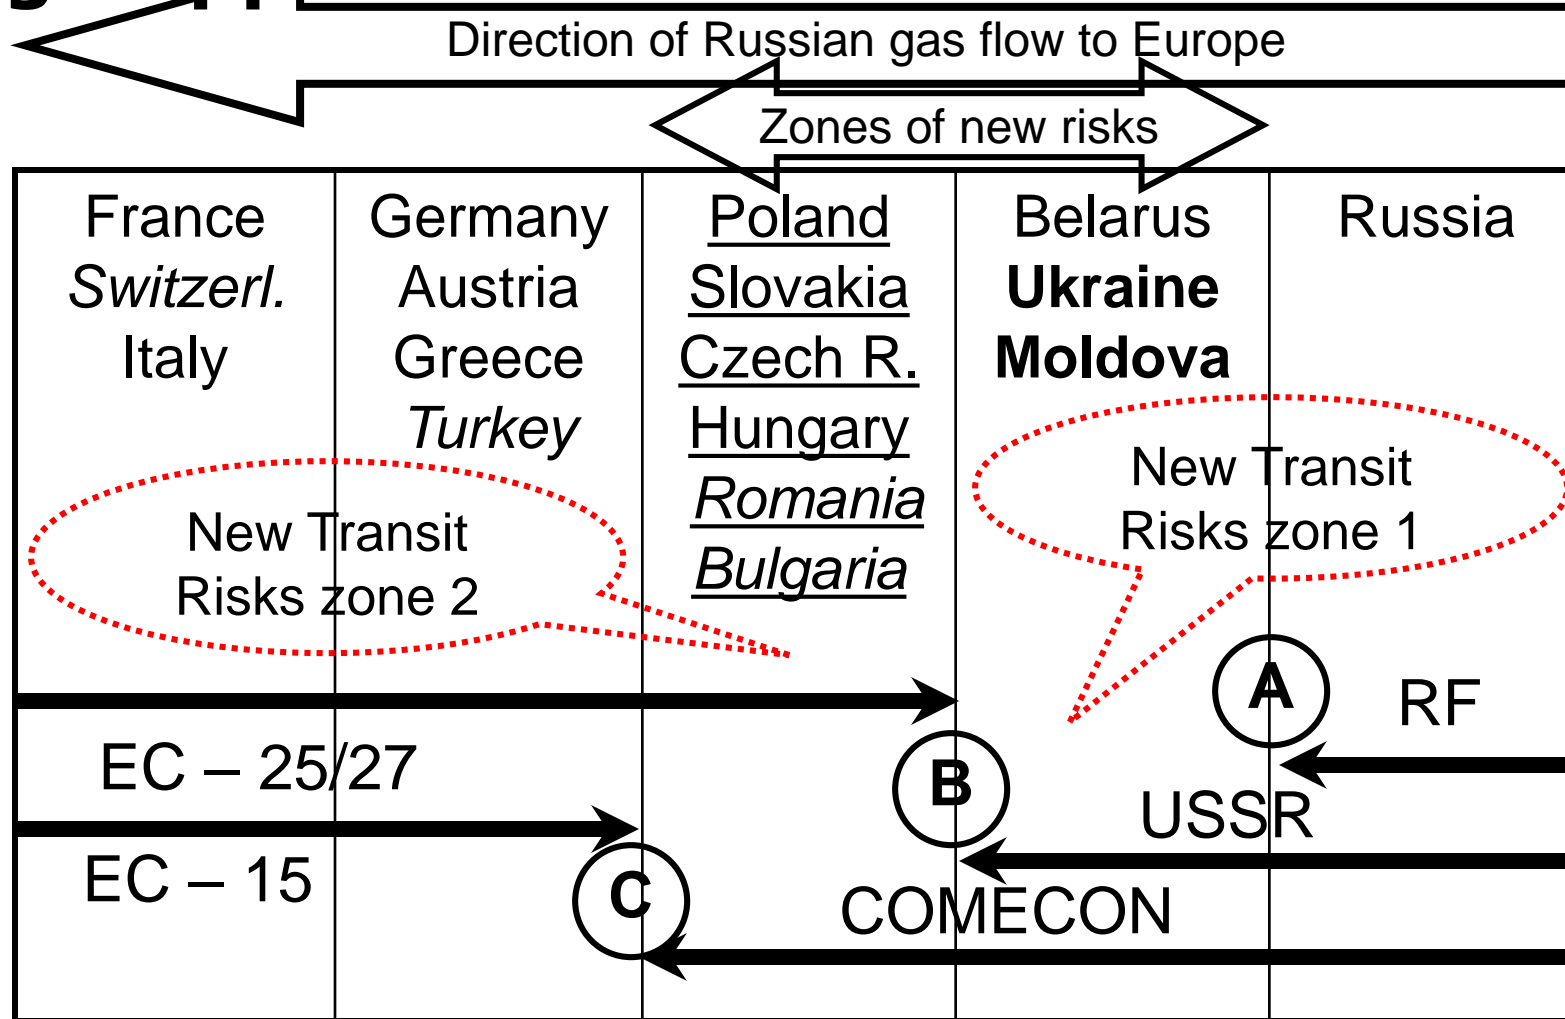 Direction of Russian gas flow to Europe
Zones of new risks
France
Switzerl.
Italy
Germany
Austria
Greece
Turkey
Poland
Slovakia
Czech R.
Hungary
Romania
Bulgaria
Belarus
Ukraine
Moldova
Russia
New Transit
Risks zone 2
New Transit
Risks zone 1
A
RF
EC – 25/27
B
USSR
EC – 15
C
COMECON